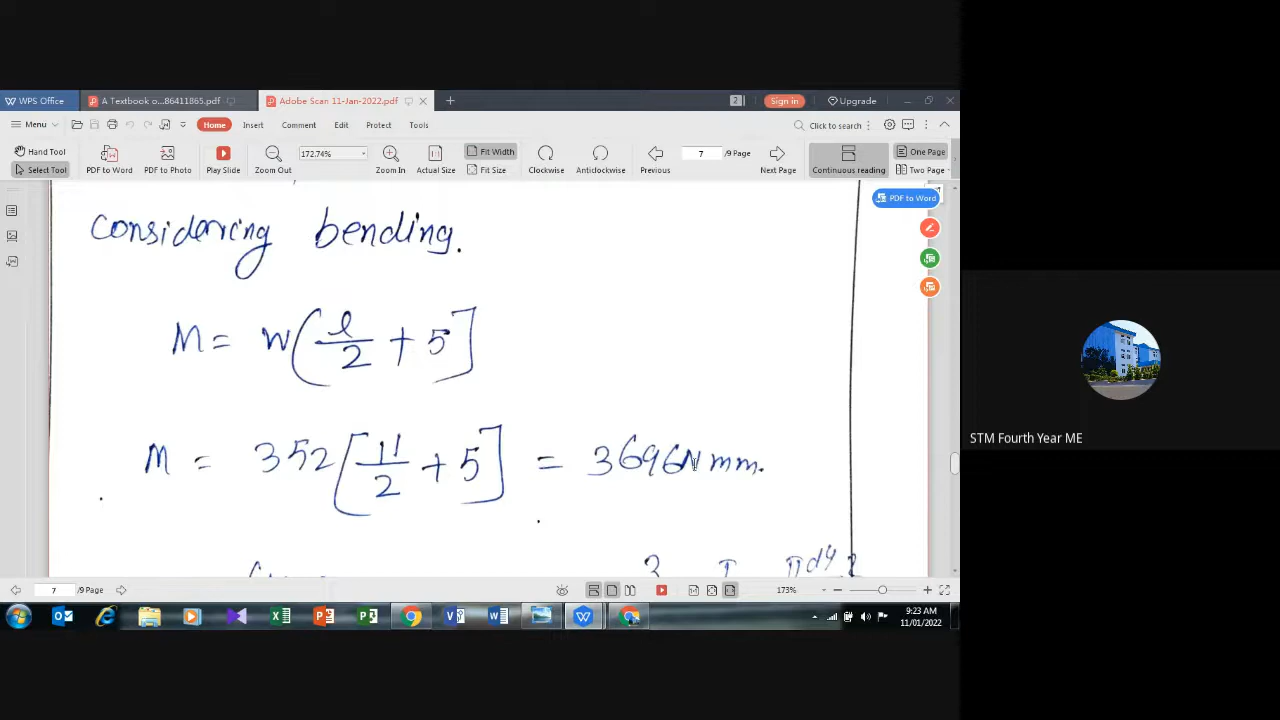 WPS Office
A Textbook o...86411865.pdf
Adobe Scan 11-Jan-2022.pdf
2
Sign in
Upgrade
Menu
Home
Insert
Comment
Edit
Protect
Tools
Click to search
Hand Tool
Select Tool
PDF to Word
PDF to Photo
Play Slide
Zoom Out
172.74%
Zoom In
Actual Size
Fit Width
Fit Size
Clockwise
Anticlockwise
Previous
7 /9 Page
Next Page
Continuous reading
One Page
Two Page
PDF to Word
Considering bending.
M = W(l/2 + 5]
M = 352[11/2 + 5] = 3696N mm.
πd4
STM Fourth Year ME
7 /9 Page
173%
9:23 AM
11/01/2022